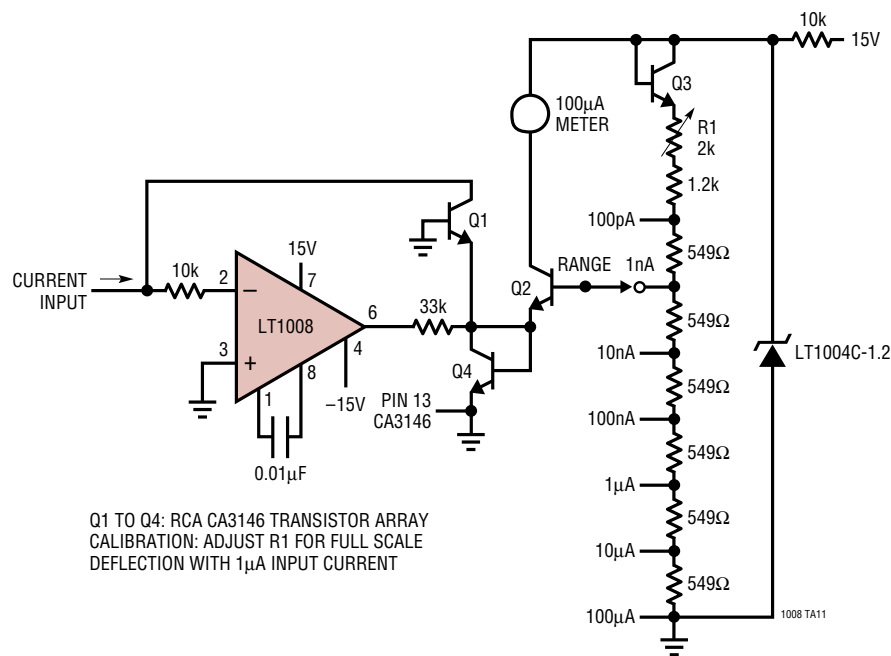 10k
15V
Q3
100µA
METER
R1
2k
1.2k
Q1
100pA
549Ω
15V
CURRENT
INPUT
10k
2
7
RANGE
1nA
Q2
549Ω
LT1008
6
33k
LT1004C-1.2
3
4
8
10nA
Q4
549Ω
–15V
PIN 13
CA3146
1
100nA
549Ω
0.01µF
1µA
549Ω
Q1 TO Q4: RCA CA3146 TRANSISTOR ARRAY
CALIBRATION: ADJUST R1 FOR FULL SCALE
DEFLECTION WITH 1µA INPUT CURRENT
10µA
549Ω
100µA
1008 TA11